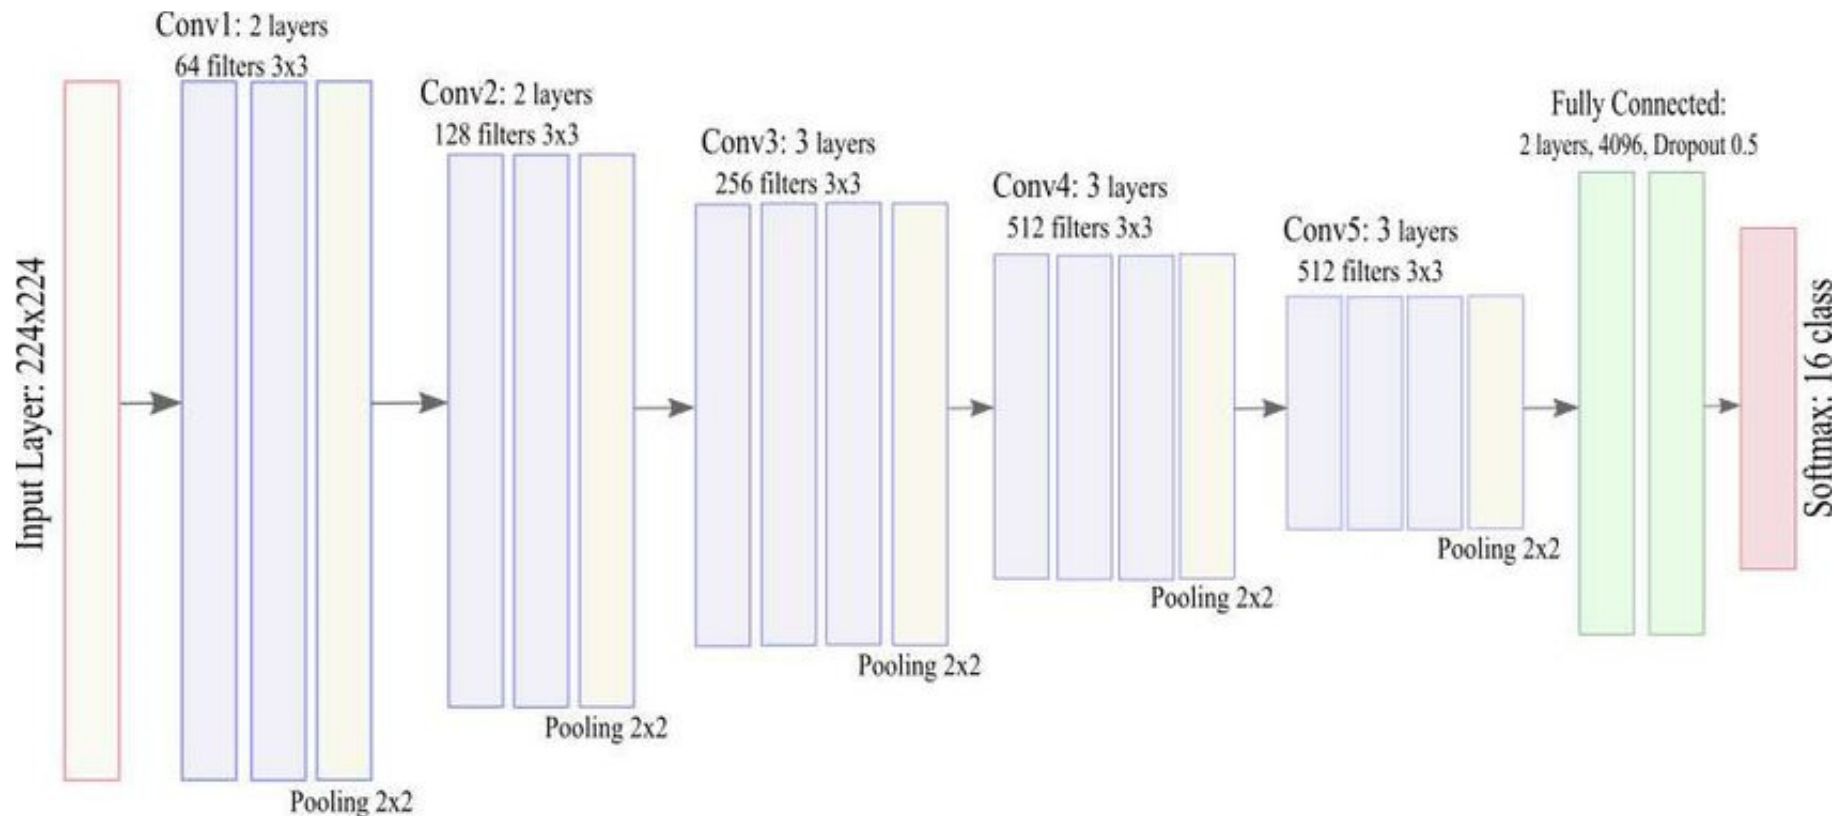 Input Layer: 224x224
Conv1: 2 layers
64 filters 3x3
Pooling 2x2
Conv2: 2 layers
128 filters 3x3
Pooling 2x2
Conv3: 3 layers
256 filters 3x3
Pooling 2x2
Conv4: 3 layers
512 filters 3x3
Pooling 2x2
Conv5: 3 layers
512 filters 3x3
Pooling 2x2
Fully Connected:
2 layers, 4096, Dropout 0.5
Softmax: 16 class